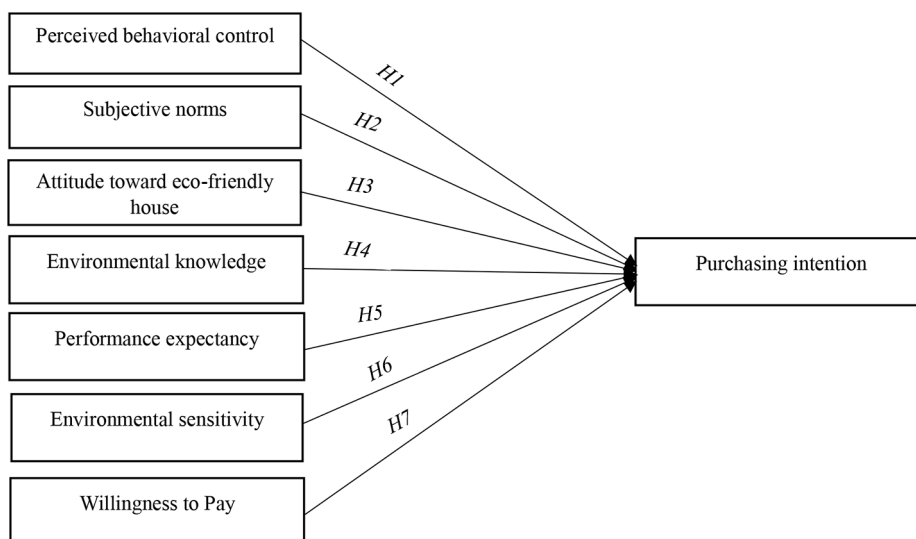 Perceived behavioral control
H1
Subjective norms
H2
Attitude toward eco-friendly
house
H3
Environmental knowledge
H4
Purchasing intention
Performance expectancy
H5
Environmental sensitivity
H6
Willingness to Pay
H7